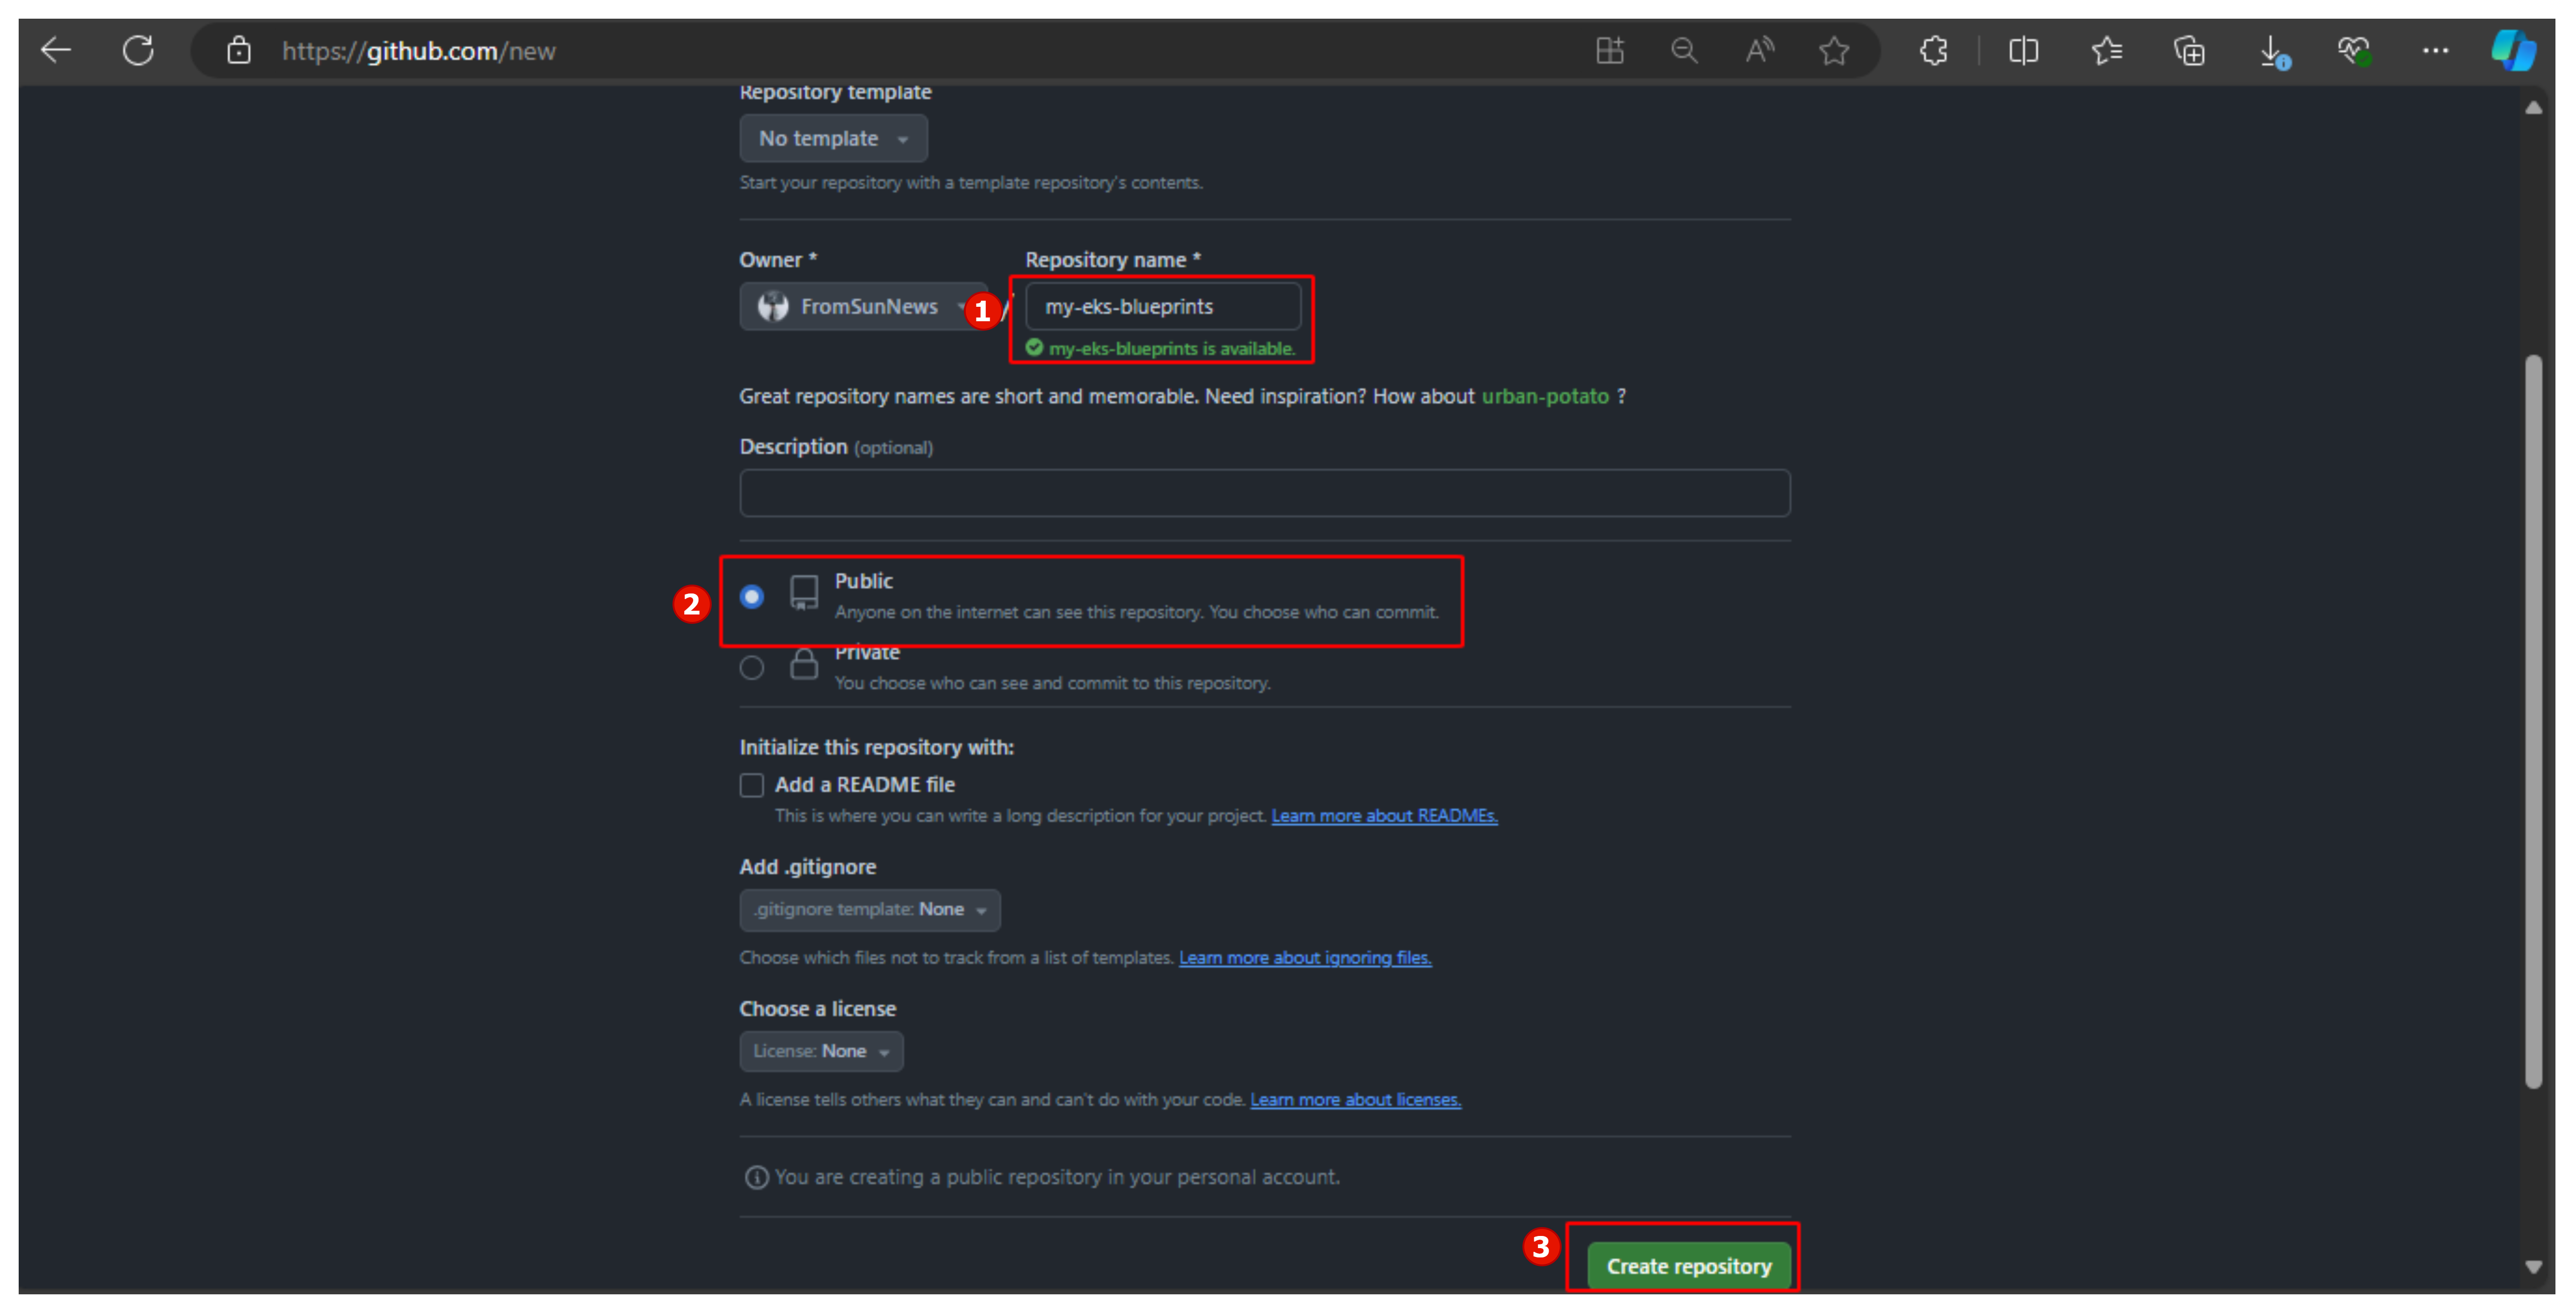 https://github.com/new
Repository template
No template
Start your repository with a template repository's contents.
Owner *
Repository name *
FromSunNews
1
/
my-eks-blueprints
my-eks-blueprints is available.
Great repository names are short and memorable. Need inspiration? How about urban-potato ?
Description (optional)
2
Public
Anyone on the internet can see this repository. You choose who can commit.
Private
You choose who can see and commit to this repository.
Initialize this repository with:
Add a README file
This is where you can write a long description for your project. Learn more about READMEs.
Add .gitignore
.gitignore template: None
Choose which files not to track from a list of templates. Learn more about ignoring files.
Choose a license
License: None
A license tells others what they can and can't do with your code. Learn more about licenses.
You are creating a public repository in your personal account.
3
Create repository